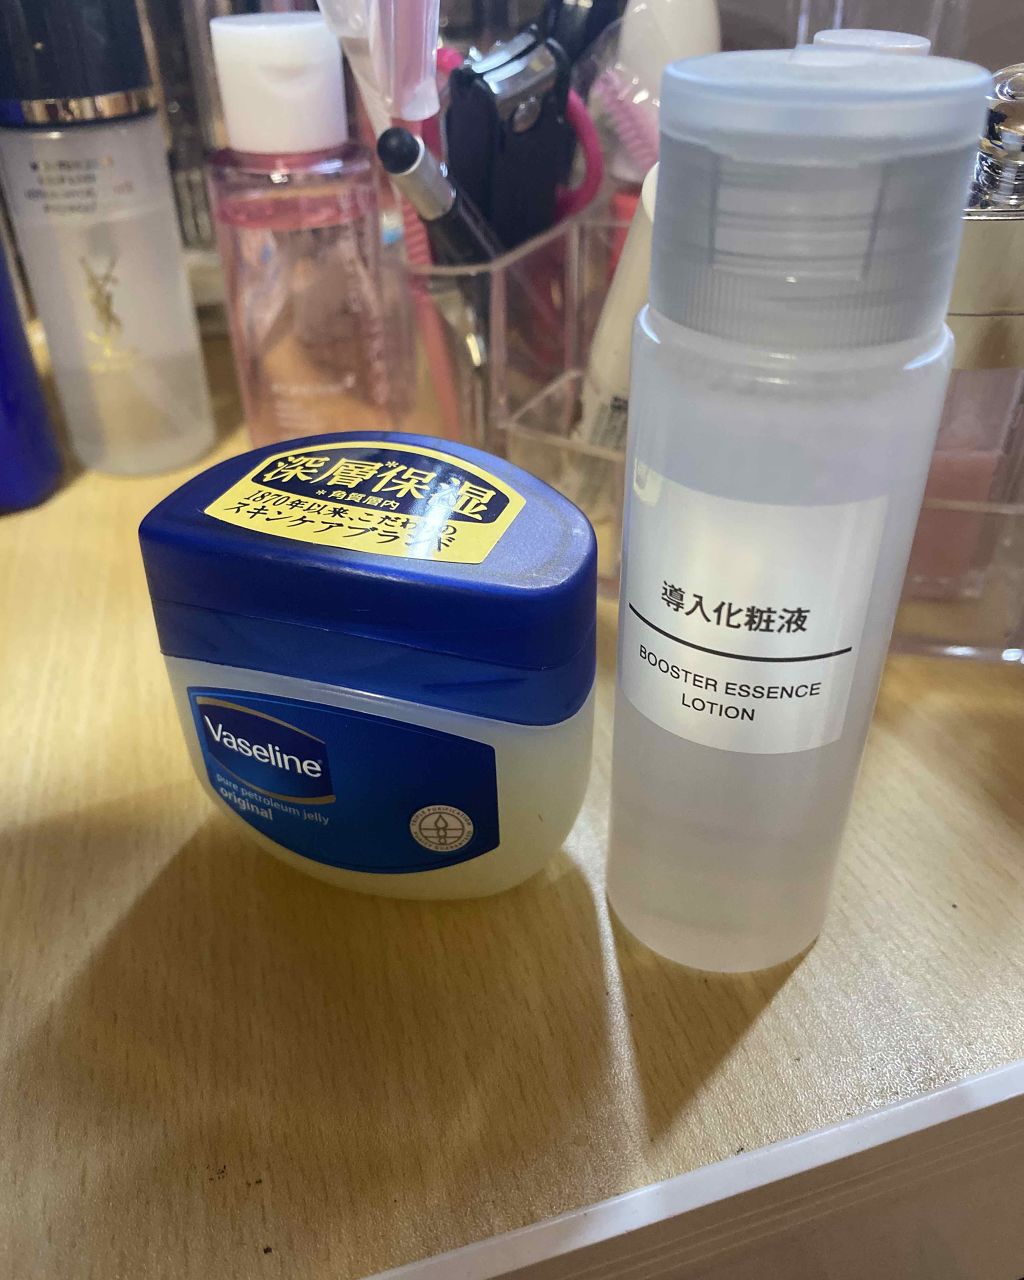 深層*保湿
*角質層内
1870年以来、こだわりの
スキンケアブランド
Vaseline
pure petroleum jelly
original
導入化粧液
BOOSTER ESSENCE
LOTION